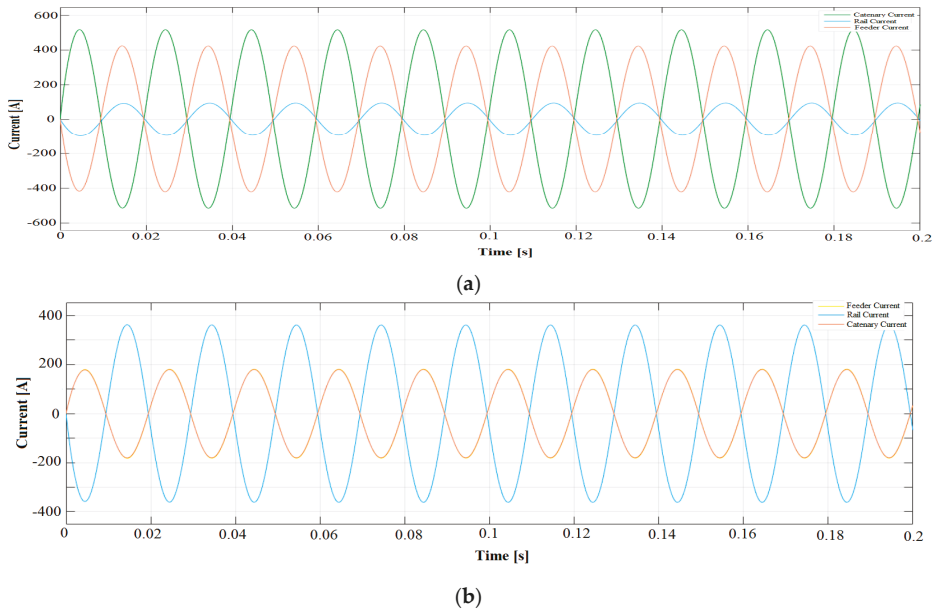 600
400
200
0
-200
-400
-600
Current [A]
Catenary Current
Rail Current
Feeder Current
0 0.02 0.04 0.06 0.08 0.1 0.12 0.14 0.16 0.18 0.2
Time [s]
(a)
400
200
0
-200
-400
Current [A]
Feeder Current
Rail Current
Catenary Current
0 0.02 0.04 0.06 0.08 0.1 0.12 0.14 0.16 0.18 0.2
Time [s]
(b)